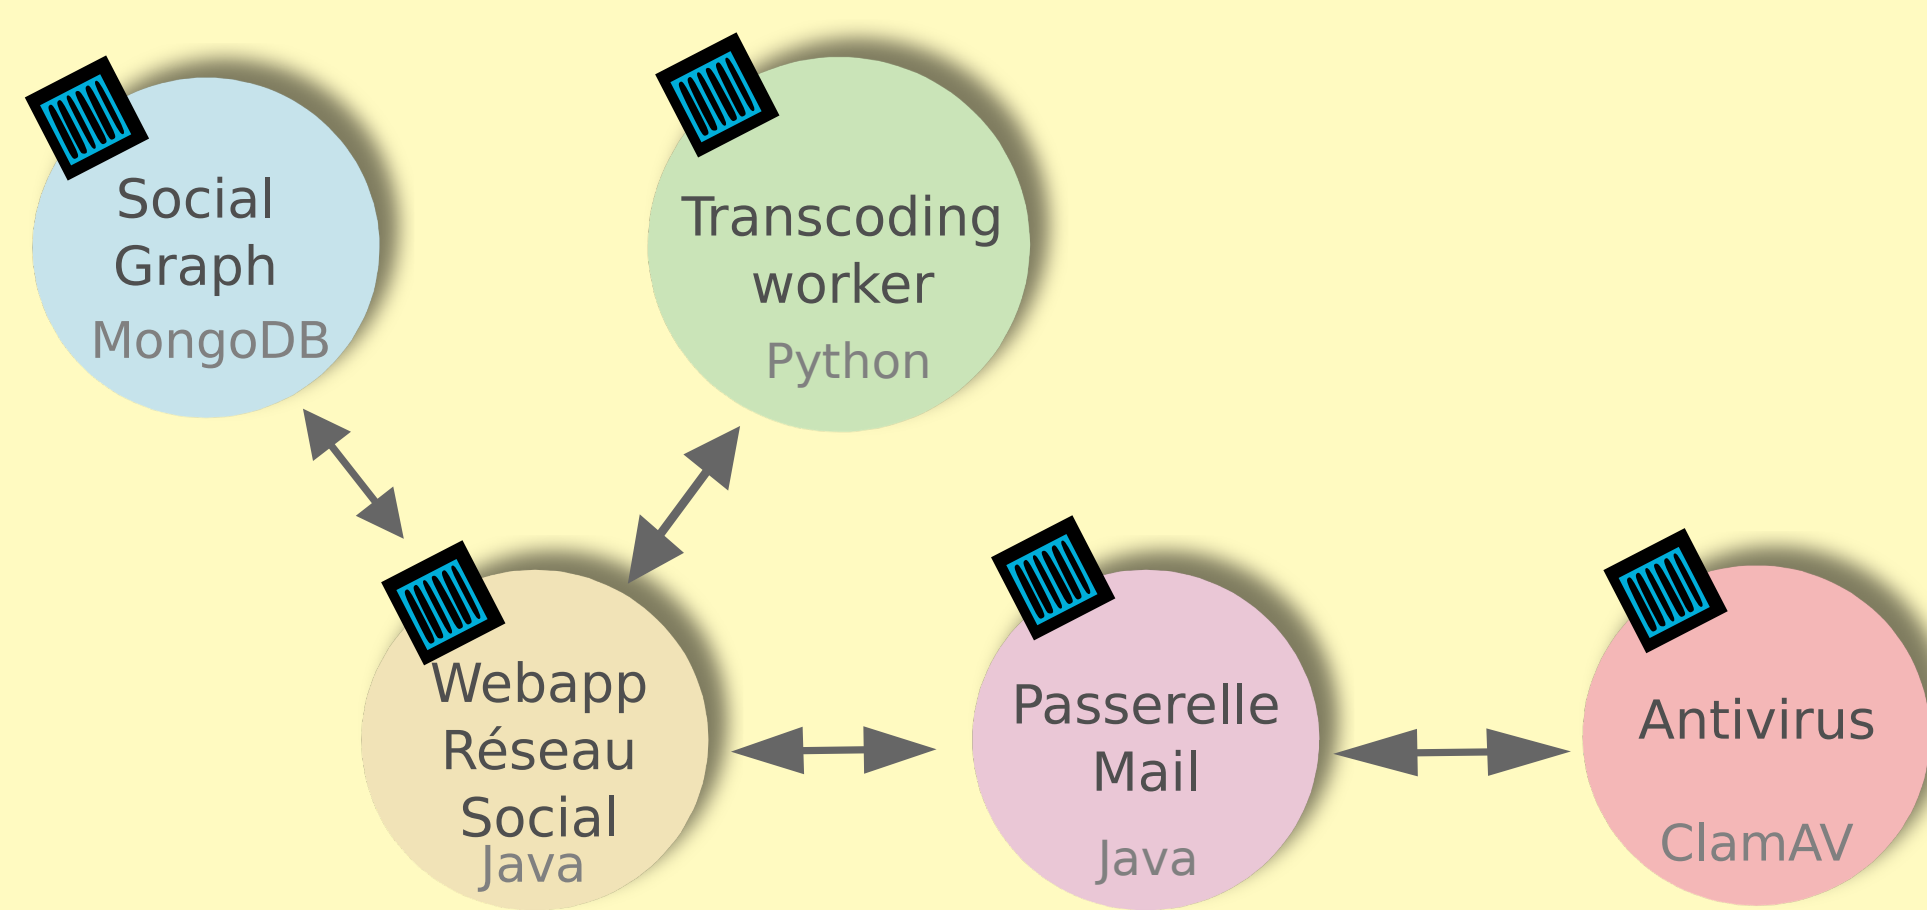 Social
Graph
MongoDB
Transcoding
worker
Python
Webapp
Réseau
Social
Java
Passerelle
Mail
Java
Antivirus
ClamAV